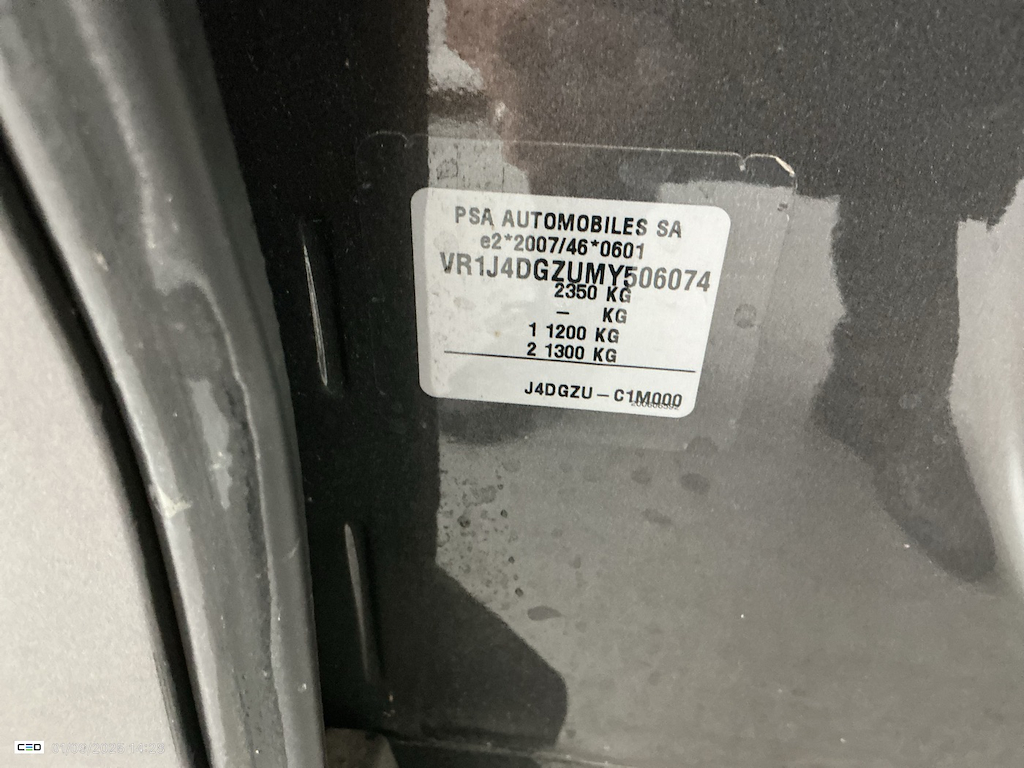 PSA AUTOMOBILES SA
e2*2007/46*0601
VR1J4DGZUMY506074
2350 KG
– KG
1 1200 KG
2 1300 KG
J4DGZU – C1M000